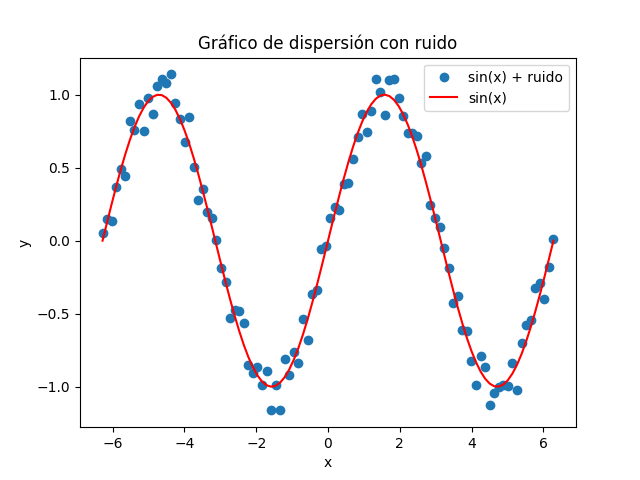 Gráfico de dispersión con ruido
sin(x) + ruido
sin(x)
1.0
0.5
0.0
−0.5
−1.0
y
−6
−4
−2
0
2
4
6
x